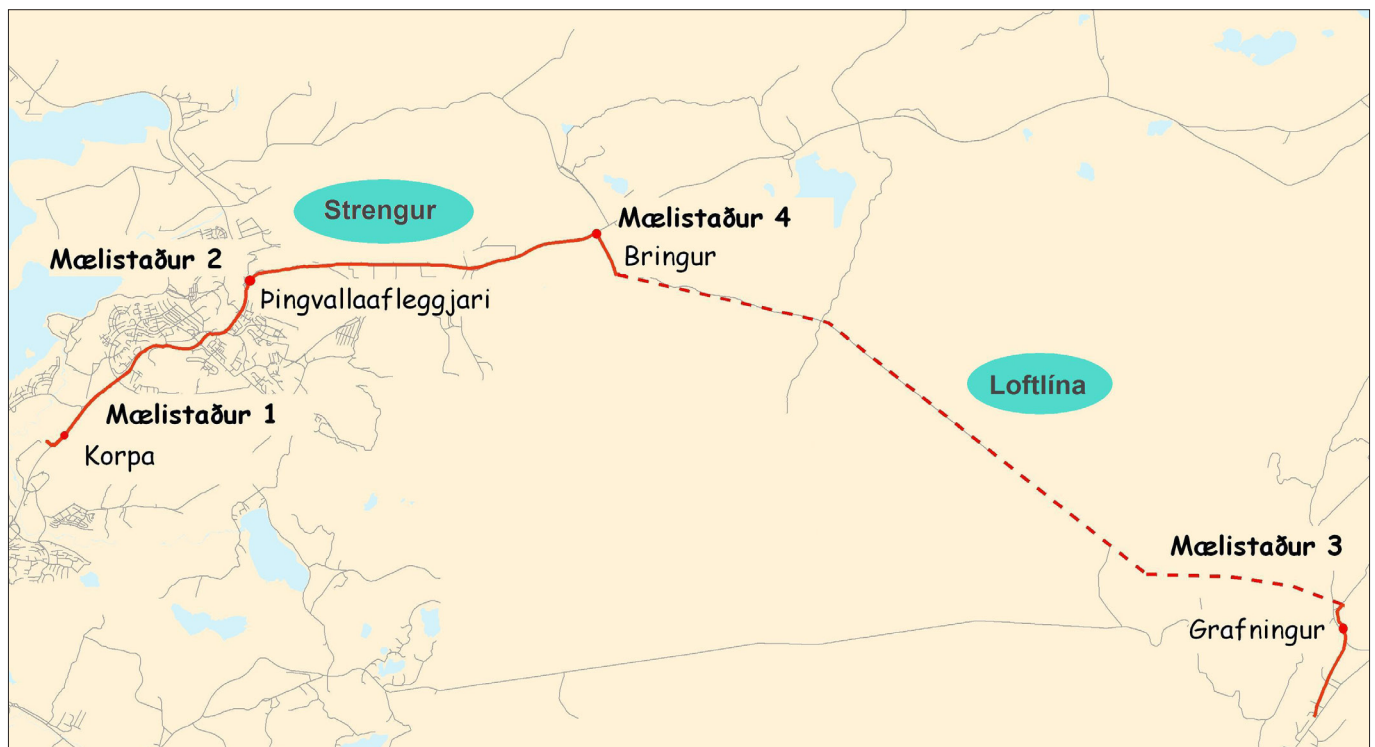 Strengur
Mælistaður 4
Bringur
Mælistaður 2
Þingvallaafleggjari
Loftlína
Mælistaður 1
Korpa
Mælistaður 3
Grafningur